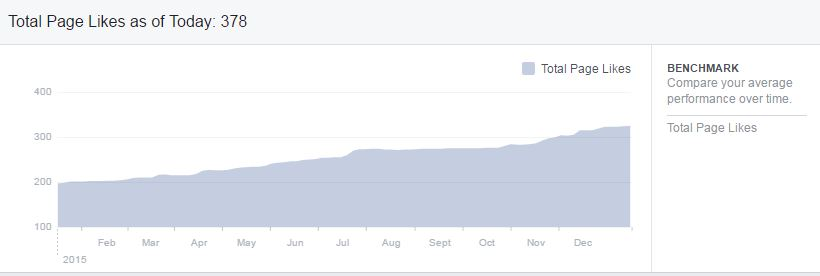 Total Page Likes as of Today: 378
Total Page Likes
BENCHMARK
Compare your average
performance over time.
Total Page Likes
400
300
200
100
Feb Mar Apr May Jun Jul Aug Sept Oct Nov Dec
2015